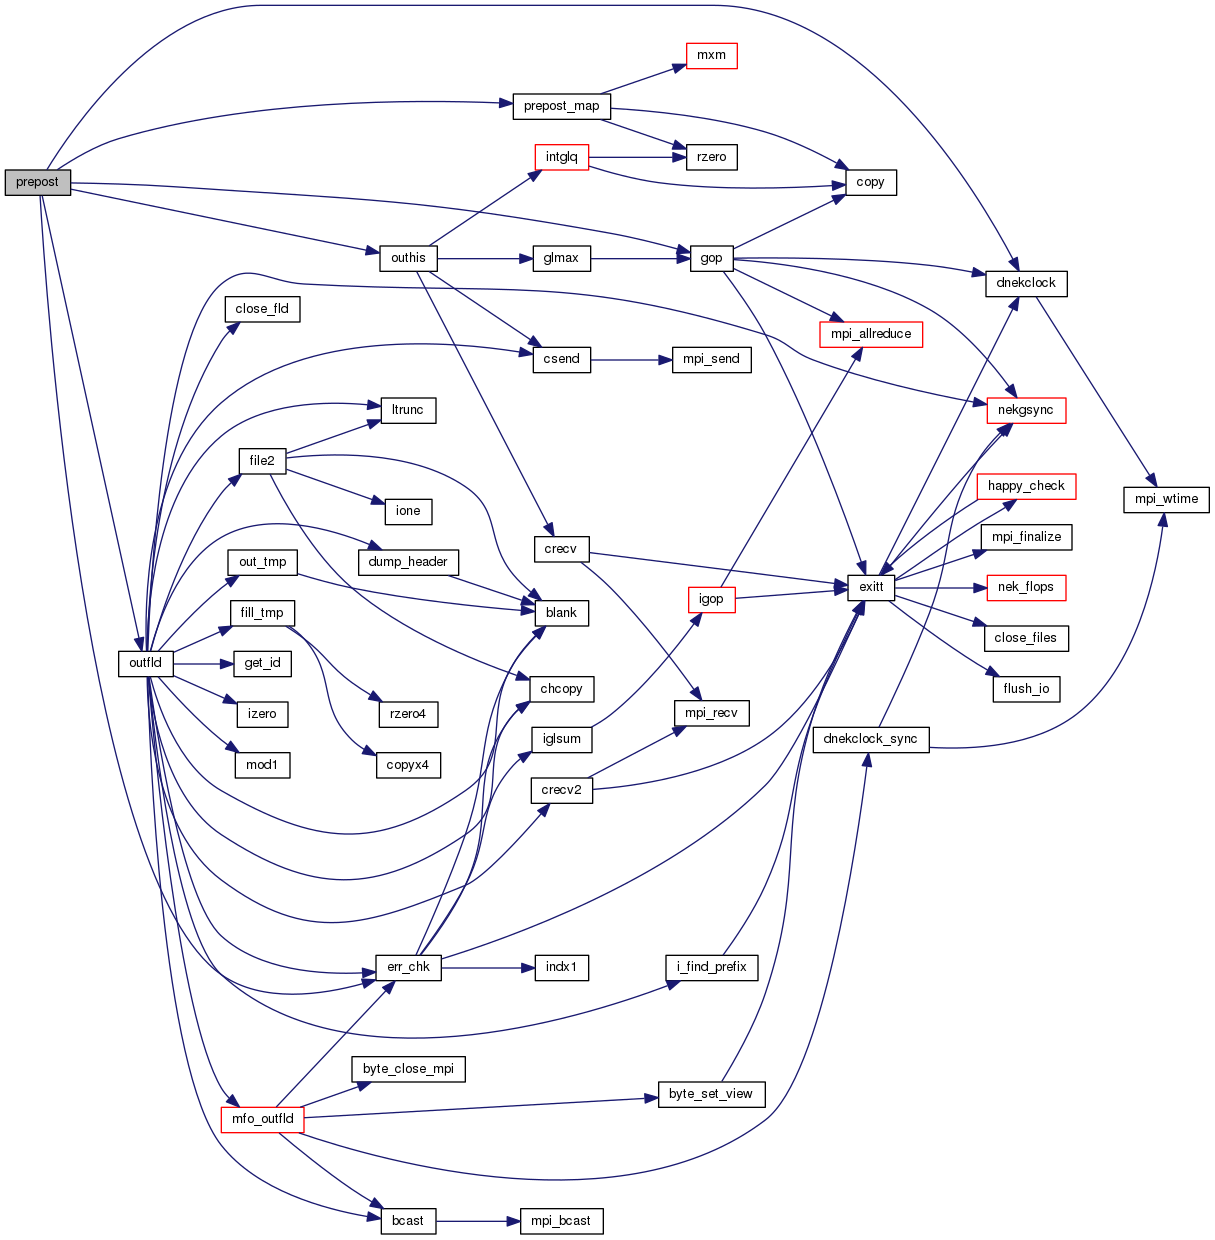 mxm
prepost_map
intglq
rzero
prepost
copy
outhis
glmax
gop
dnekclock
close_fld
mpi_allreduce
csend
mpi_send
ltrunc
nekgsync
file2
happy_check
mpi_wtime
ione
mpi_finalize
crecv
out_tmp
dump_header
exitt
nek_flops
igop
fill_tmp
blank
close_files
outfld
get_id
chcopy
flush_io
izero
rzero4
mpi_recv
iglsum
dnekclock_sync
mod1
copyx4
crecv2
err_chk
indx1
i_find_prefix
byte_close_mpi
byte_set_view
mfo_outfld
bcast
mpi_bcast